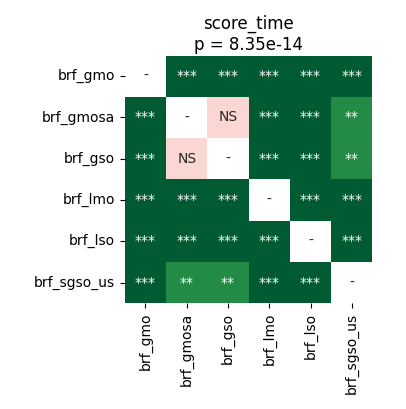 score_time
p = 8.35e-14
brf_gmo - *** *** *** *** ***
brf_gmosa *** - NS *** *** **
brf_gso *** NS - *** *** **
brf_lmo *** *** *** - *** ***
brf_lso *** *** *** *** - ***
brf_sgso_us *** ** ** *** *** -
brf_gmo brf_gmosa brf_gso brf_lmo brf_lso brf_sgso_us